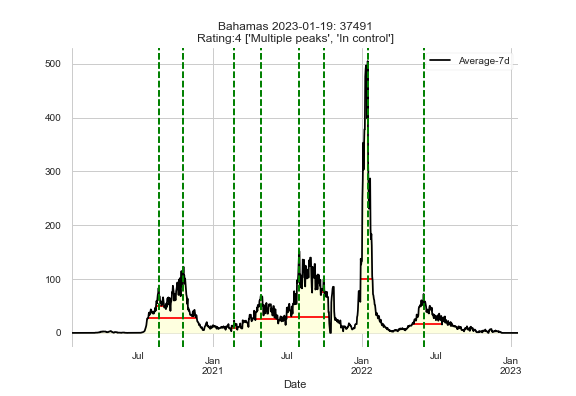 Bahamas 2023-01-19: 37491
Rating:4 ['Multiple peaks', 'In control']
Average-7d
500
400
300
200
100
0
Jul
Jan
2021
Jul
Jan
2022
Jul
Jan
2023
Date